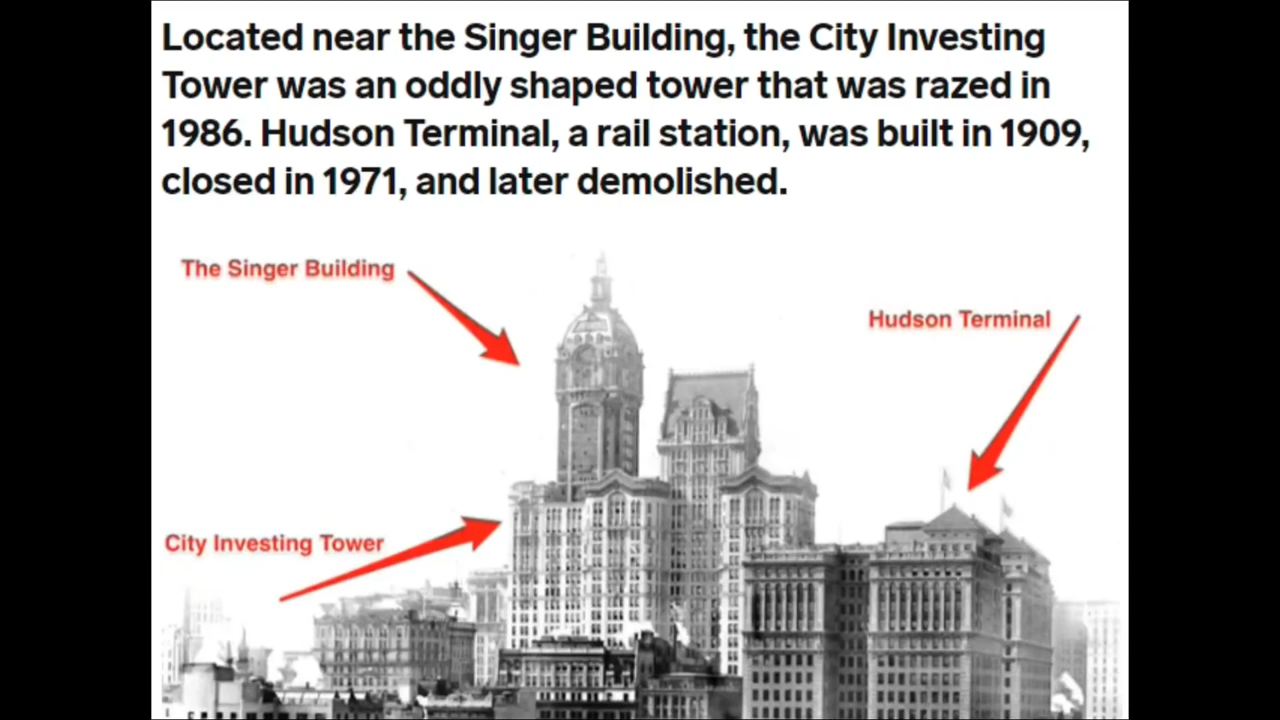 Located near the Singer Building, the City Investing
Tower was an oddly shaped tower that was razed in
1986. Hudson Terminal, a rail station, was built in 1909,
closed in 1971, and later demolished.
The Singer Building
Hudson Terminal
City Investing Tower